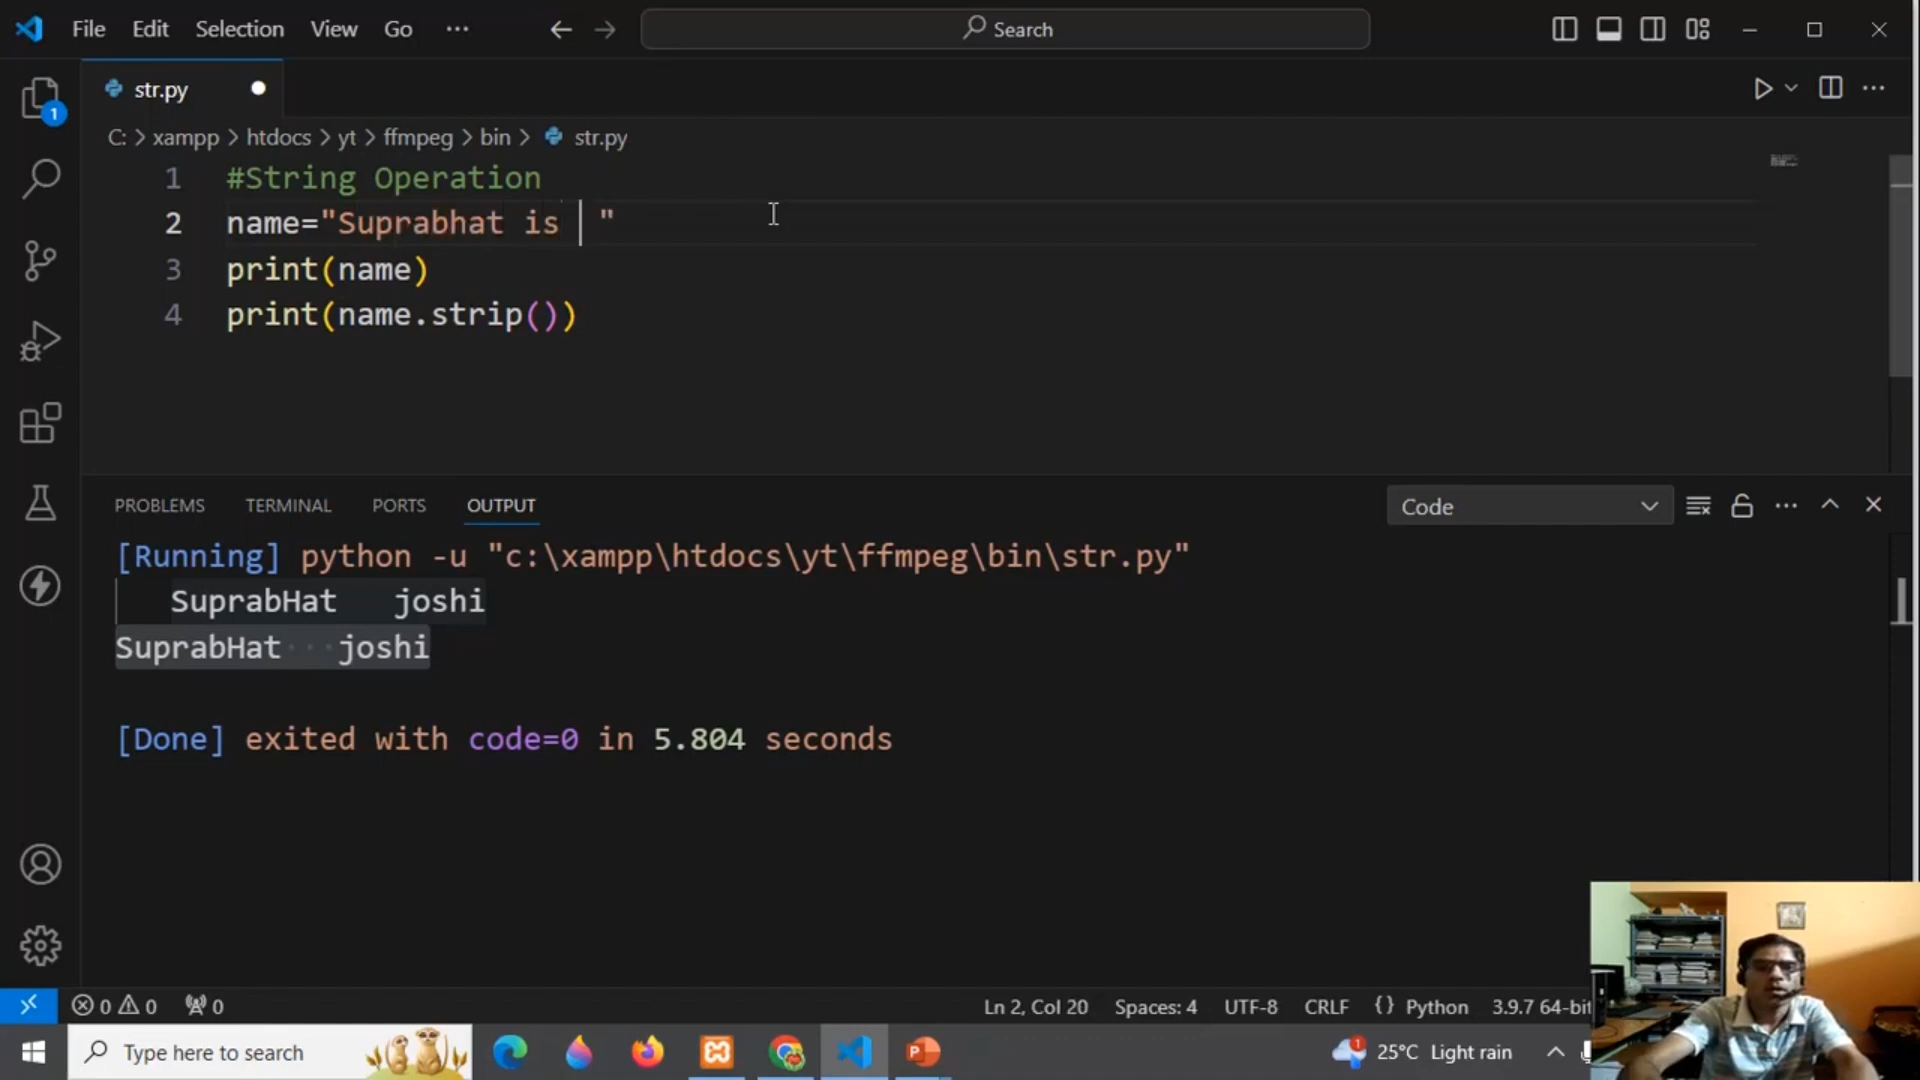 File Edit Selection View Go ··· Search
str.py
C: > xampp > htdocs > yt > ffmpeg > bin > str.py
1 #String Operation
2 name="Suprabhat is  "
3 print(name)
4 print(name.strip())
1
PROBLEMS TERMINAL PORTS OUTPUT Code
[Running] python -u "c:\xampp\htdocs\yt\ffmpeg\bin\str.py"
   SuprabHat   joshi
SuprabHat   joshi
[Done] exited with code=0 in 5.804 seconds
0 0 0 Ln 2, Col 20 Spaces: 4 UTF-8 CRLF {} Python 3.9.7 64-bit
Type here to search 1 25°C Light rain